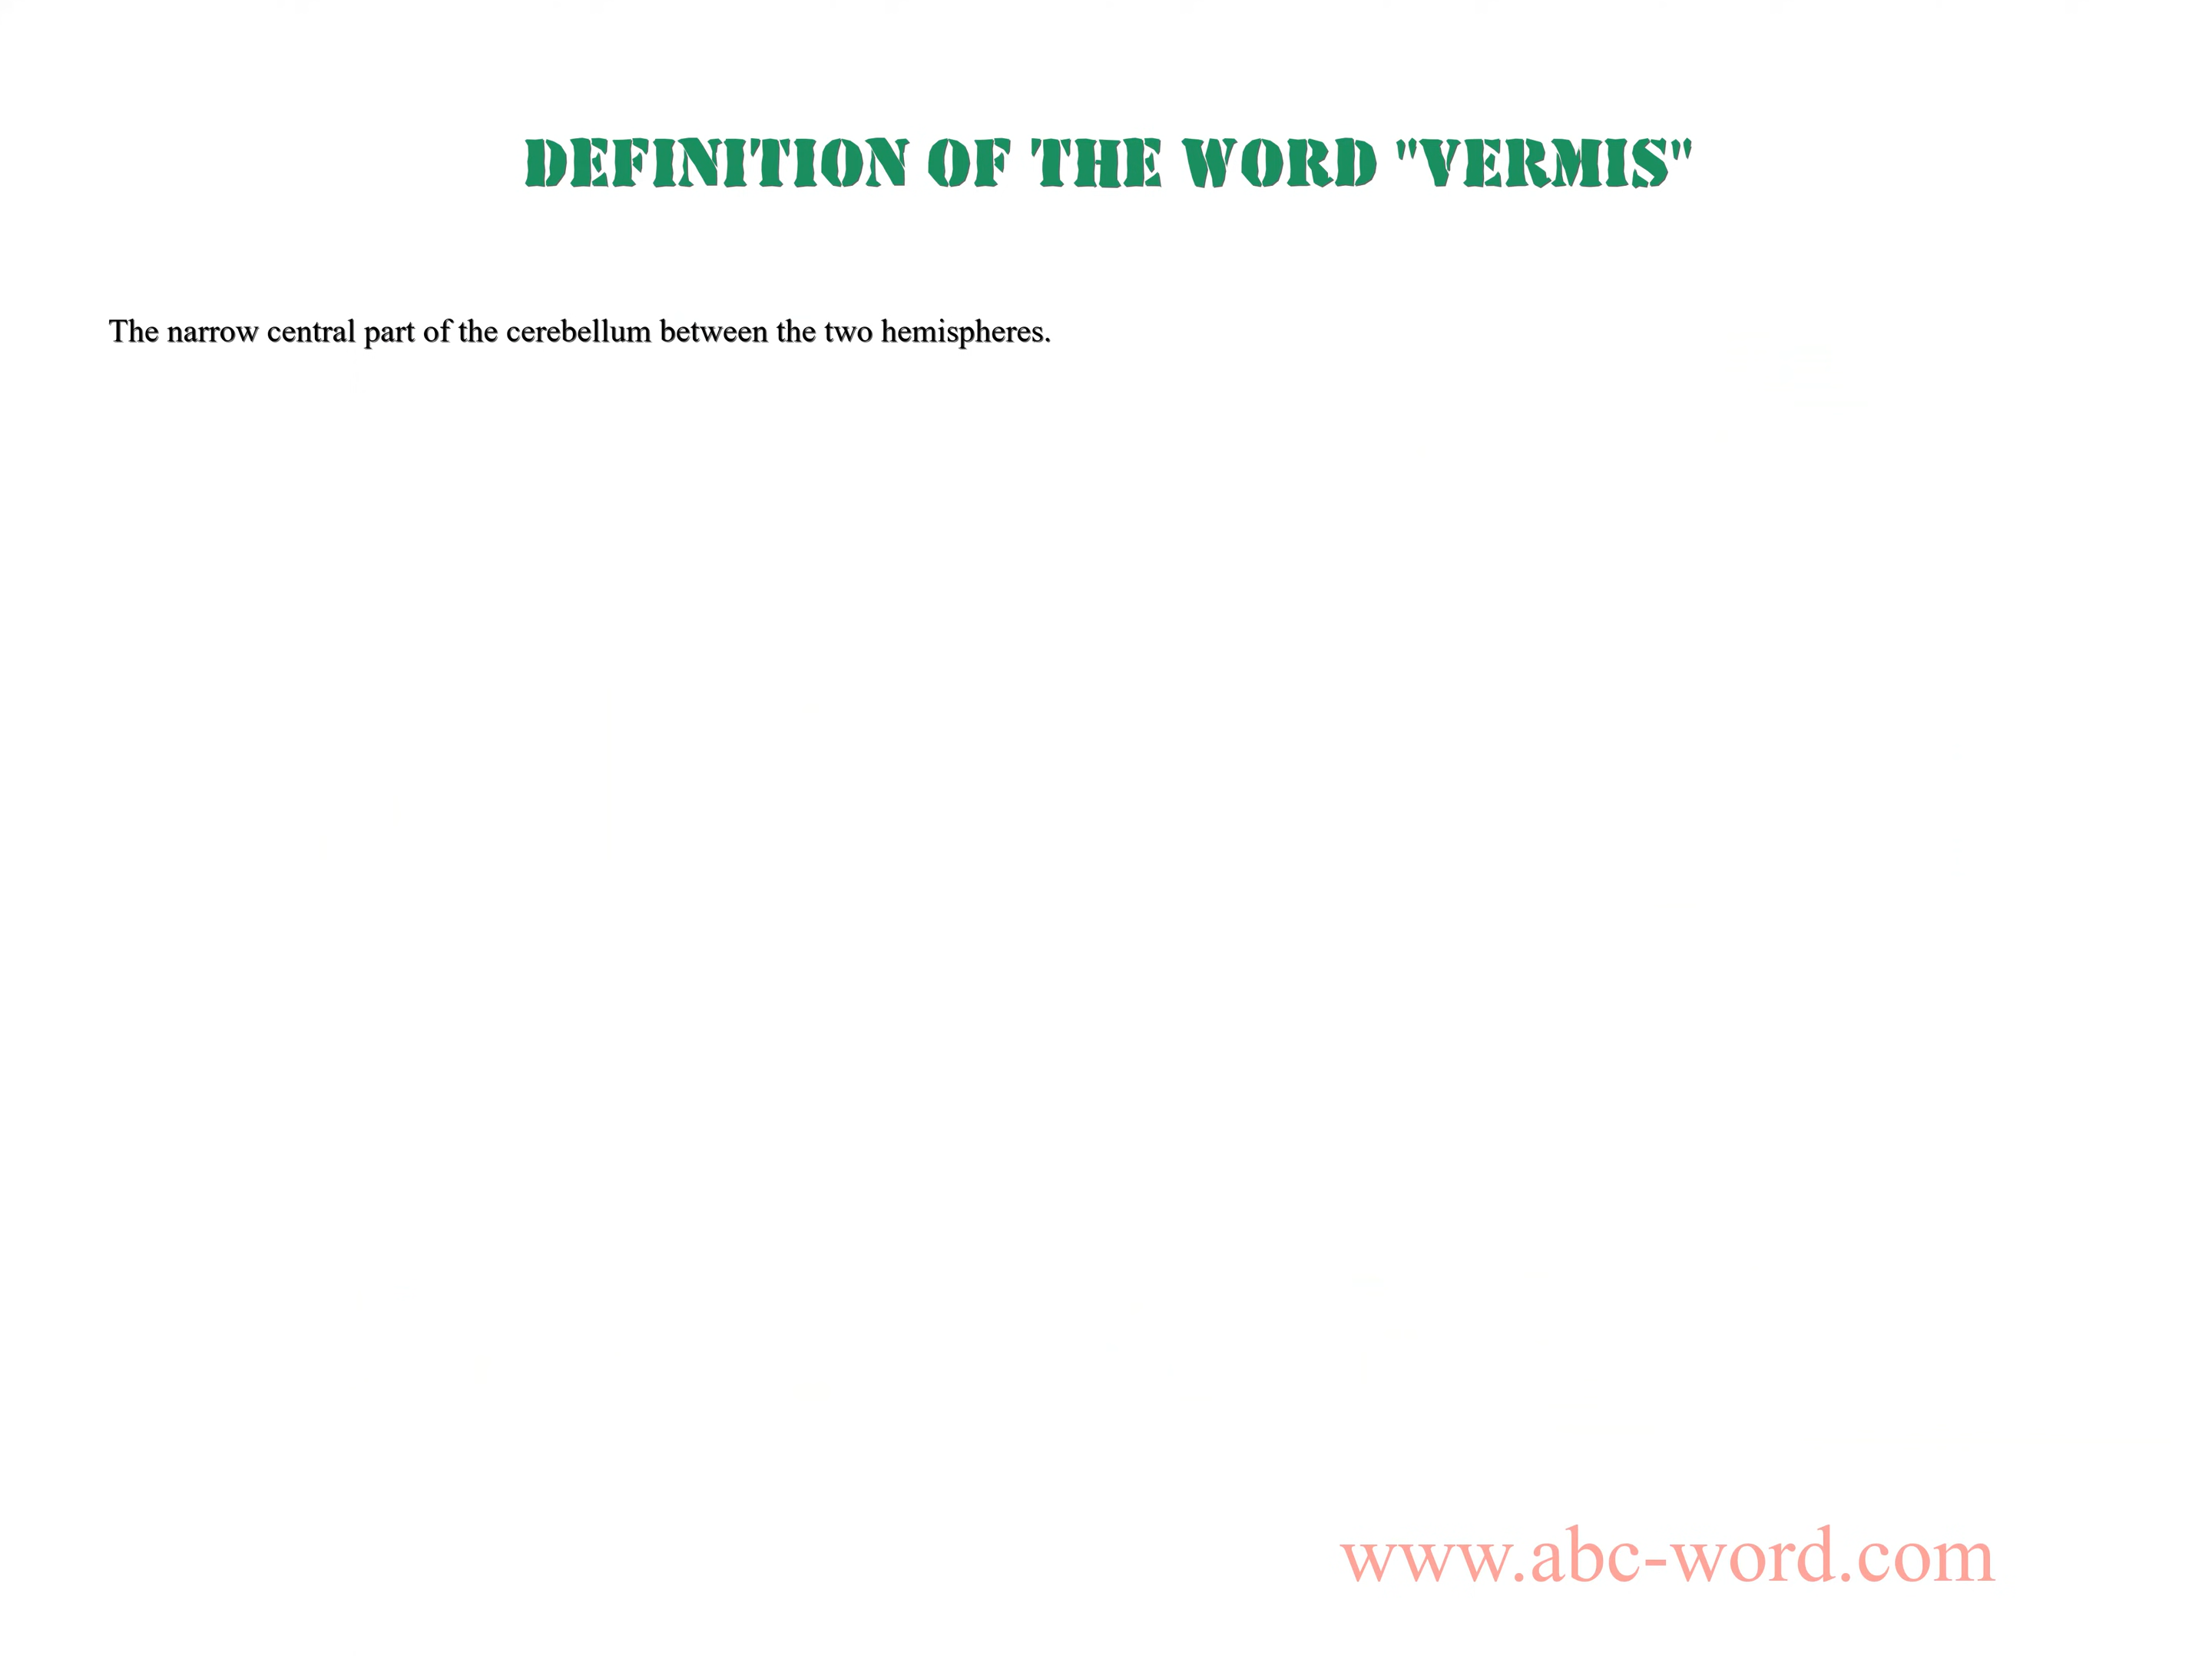 DEFINITION OF THE WORD "VERMIS"
The narrow central part of the cerebellum between the two hemispheres.
www.abc-word.com